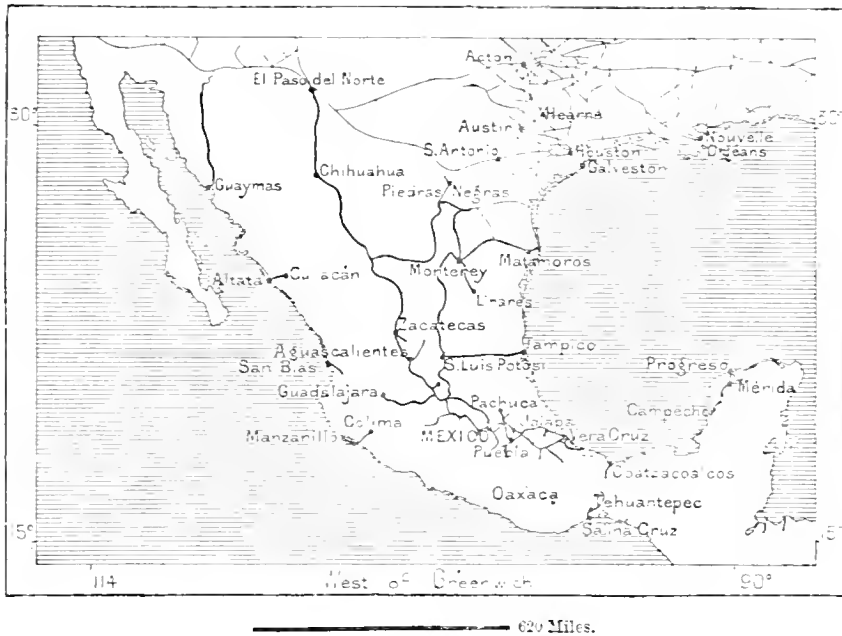 Acton
El Paso del Norte
30°
30°
Hearne
Austin
Nouvelle
Orléans
S. Antonio
Houston
Galveston
Chihuahua
Guaymas
Piedras Negras
Matamoros
Monterey
Altata
Culiacán
Linares
Zacatecas
Tampico
Aguascalientes
S. Luis Potosi
Progreso
San Blas
Mérida
Guadalajara
Pachuca
Campeche
Colima
Jalapa
Manzanillo
MEXICO
Vera Cruz
Puebla
Coatzacoalcos
Oaxaca
Tehuantepec
Salina Cruz
15°
15°
114
West of Greenwich
90°
620 Miles.